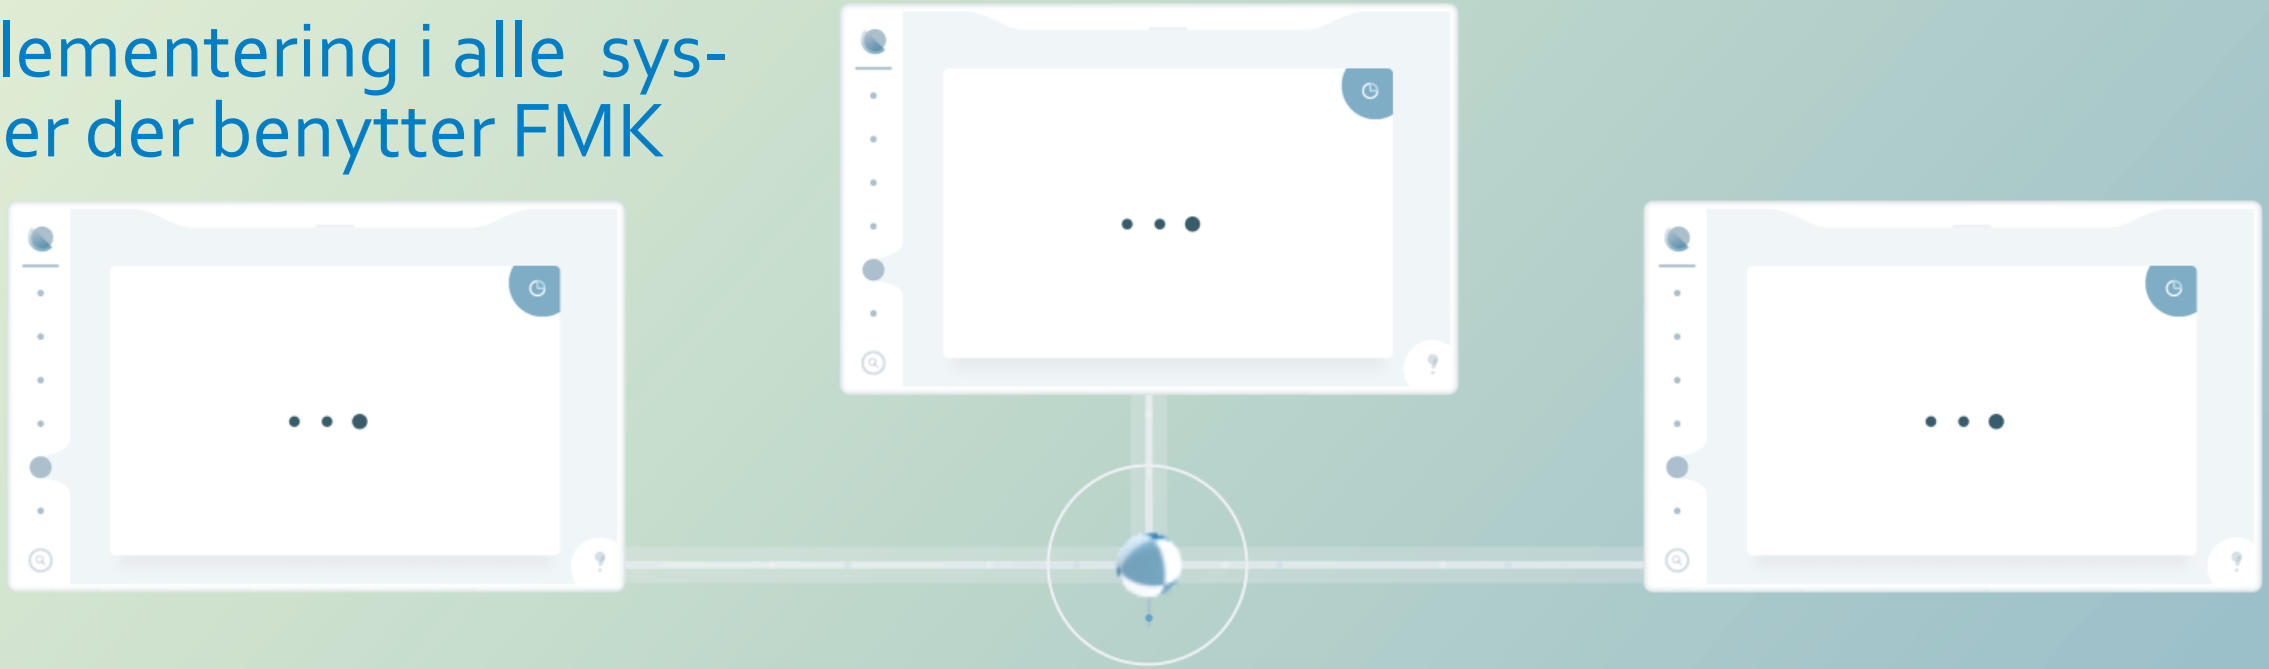 lementering i alle sys-
er der benytter FMK